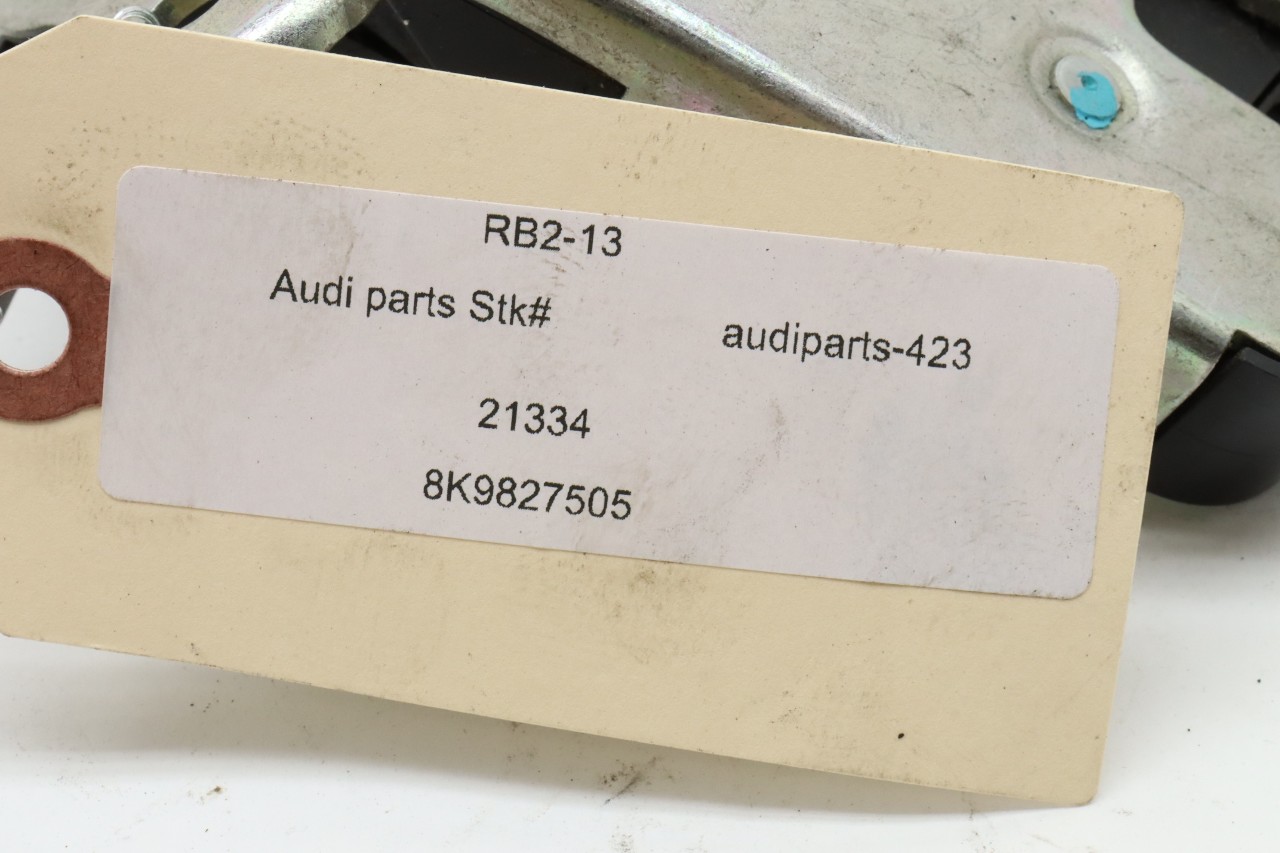 RB2-13
Audi parts Stk# audiparts-423
21334
8K9827505